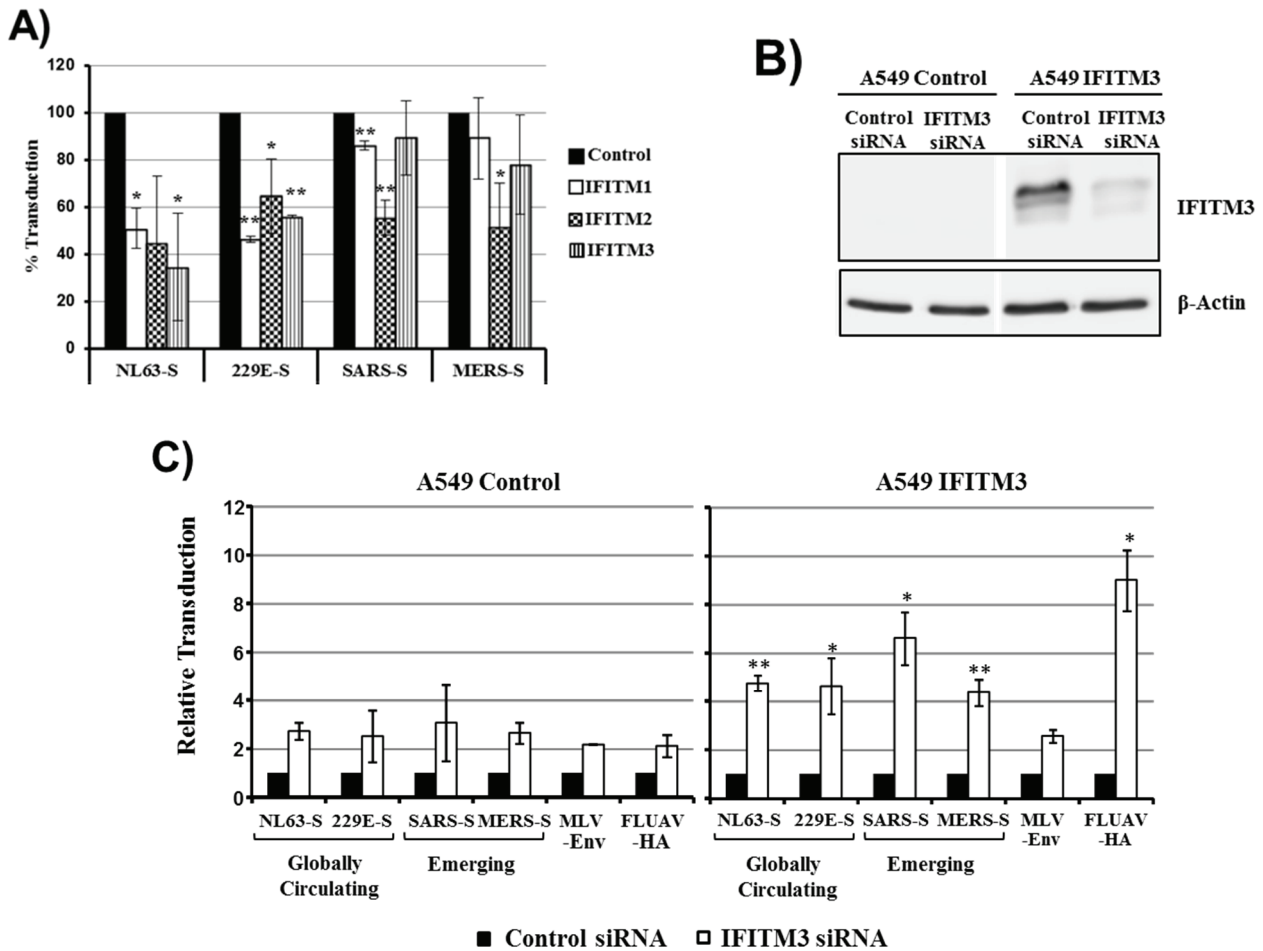 A)
120
100
80
60
40
20
0
% Transduction
* * ** * ** ** ** *
NL63-S 229E-S SARS-S MERS-S
Control
IFITM1
IFITM2
IFITM3
B)
A549 Control A549 IFITM3
Control siRNA IFITM3 siRNA Control siRNA IFITM3 siRNA
IFITM3
β-Actin
C)
A549 Control
A549 IFITM3
Relative Transduction
12
10
8
6
4
2
0
NL63-S 229E-S SARS-S MERS-S MLV -Env FLUAV -HA
Globally Circulating
Emerging
** * * ** *
NL63-S 229E-S SARS-S MERS-S MLV -Env FLUAV -HA
Globally Circulating
Emerging
Control siRNA IFITM3 siRNA